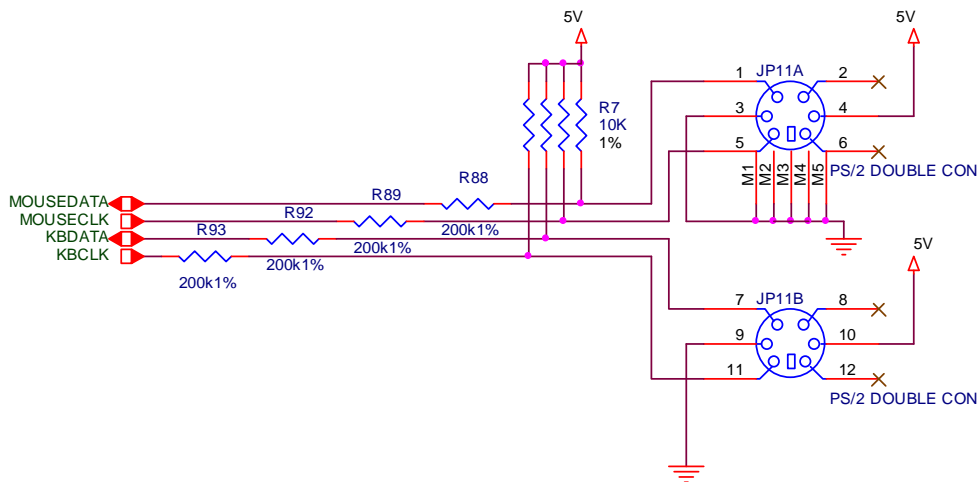 5V
5V
1
JP11A
2
R7
10K
1%
3
4
5
6
PS/2 DOUBLE CON
M1
M2
M3
M4
M5
R88
MOUSEDATA
R89
MOUSECLK
R92
200k1%
KBDATA
R93
200k1%
KBCLK
200k1%
200k1%
5V
7
JP11B
8
9
10
11
12
PS/2 DOUBLE CON